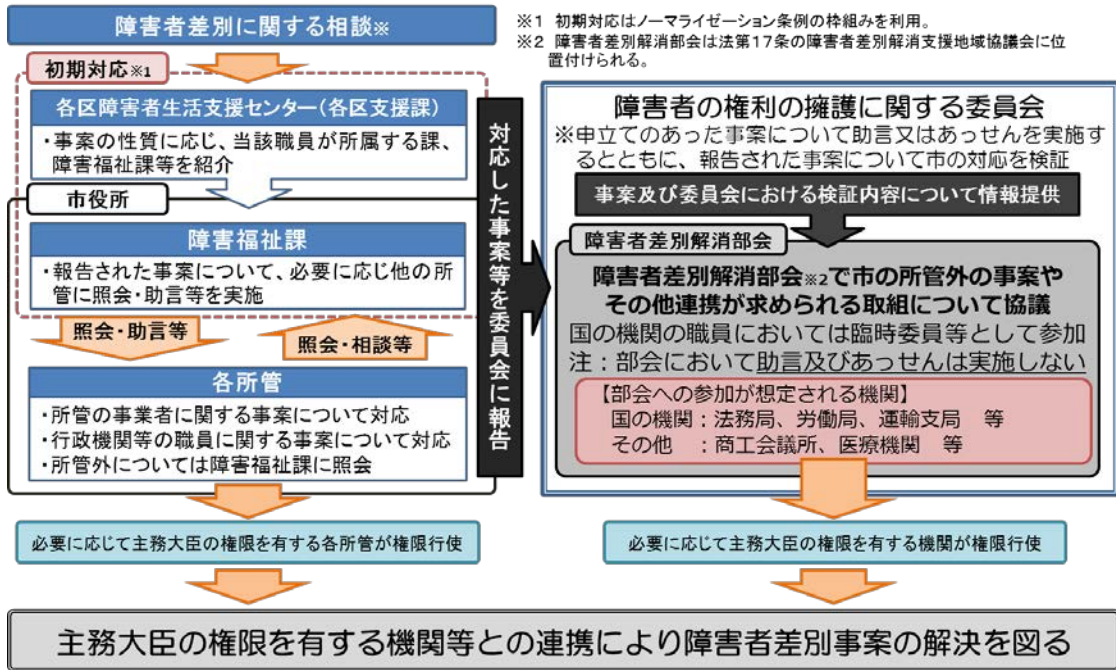 障害者差別に関する相談※
※1 初期対応はノーマライゼーション条例の枠組みを利用。
※2 障害者差別解消部会は法第17条の障害者差別解消支援地域協議会に位
置付けられる。
初期対応※1
各区障害者生活支援センター(各区支援課)
・事案の性質に応じ、当該職員が所属する課、
障害福祉課等を紹介
市役所
障害福祉課
・報告された事案について、必要に応じ他の所
管に照会・助言等を実施
照会・助言等
照会・相談等
各所管
・所管の事業者に関する事案について対応
・行政機関等の職員に関する事案について対応
・所管外については障害福祉課に照会
対応した事案等を委員会に報告
障害者の権利の擁護に関する委員会
※申立てのあった事案について助言又はあっせんを実施す
るとともに、報告された事案について市の対応を検証
事案及び委員会における検証内容について情報提供
障害者差別解消部会
障害者差別解消部会※2で市の所管外の事案や
その他連携が求められる取組について協議
国の機関の職員においては臨時委員等として参加
注:部会において助言及びあっせんは実施しない
【部会への参加が想定される機関】
国の機関:法務局、労働局、運輸支局 等
その他 :商工会議所、医療機関 等
必要に応じて主務大臣の権限を有する各所管が権限行使
必要に応じて主務大臣の権限を有する機関が権限行使
主務大臣の権限を有する機関等との連携により障害者差別事案の解決を図る